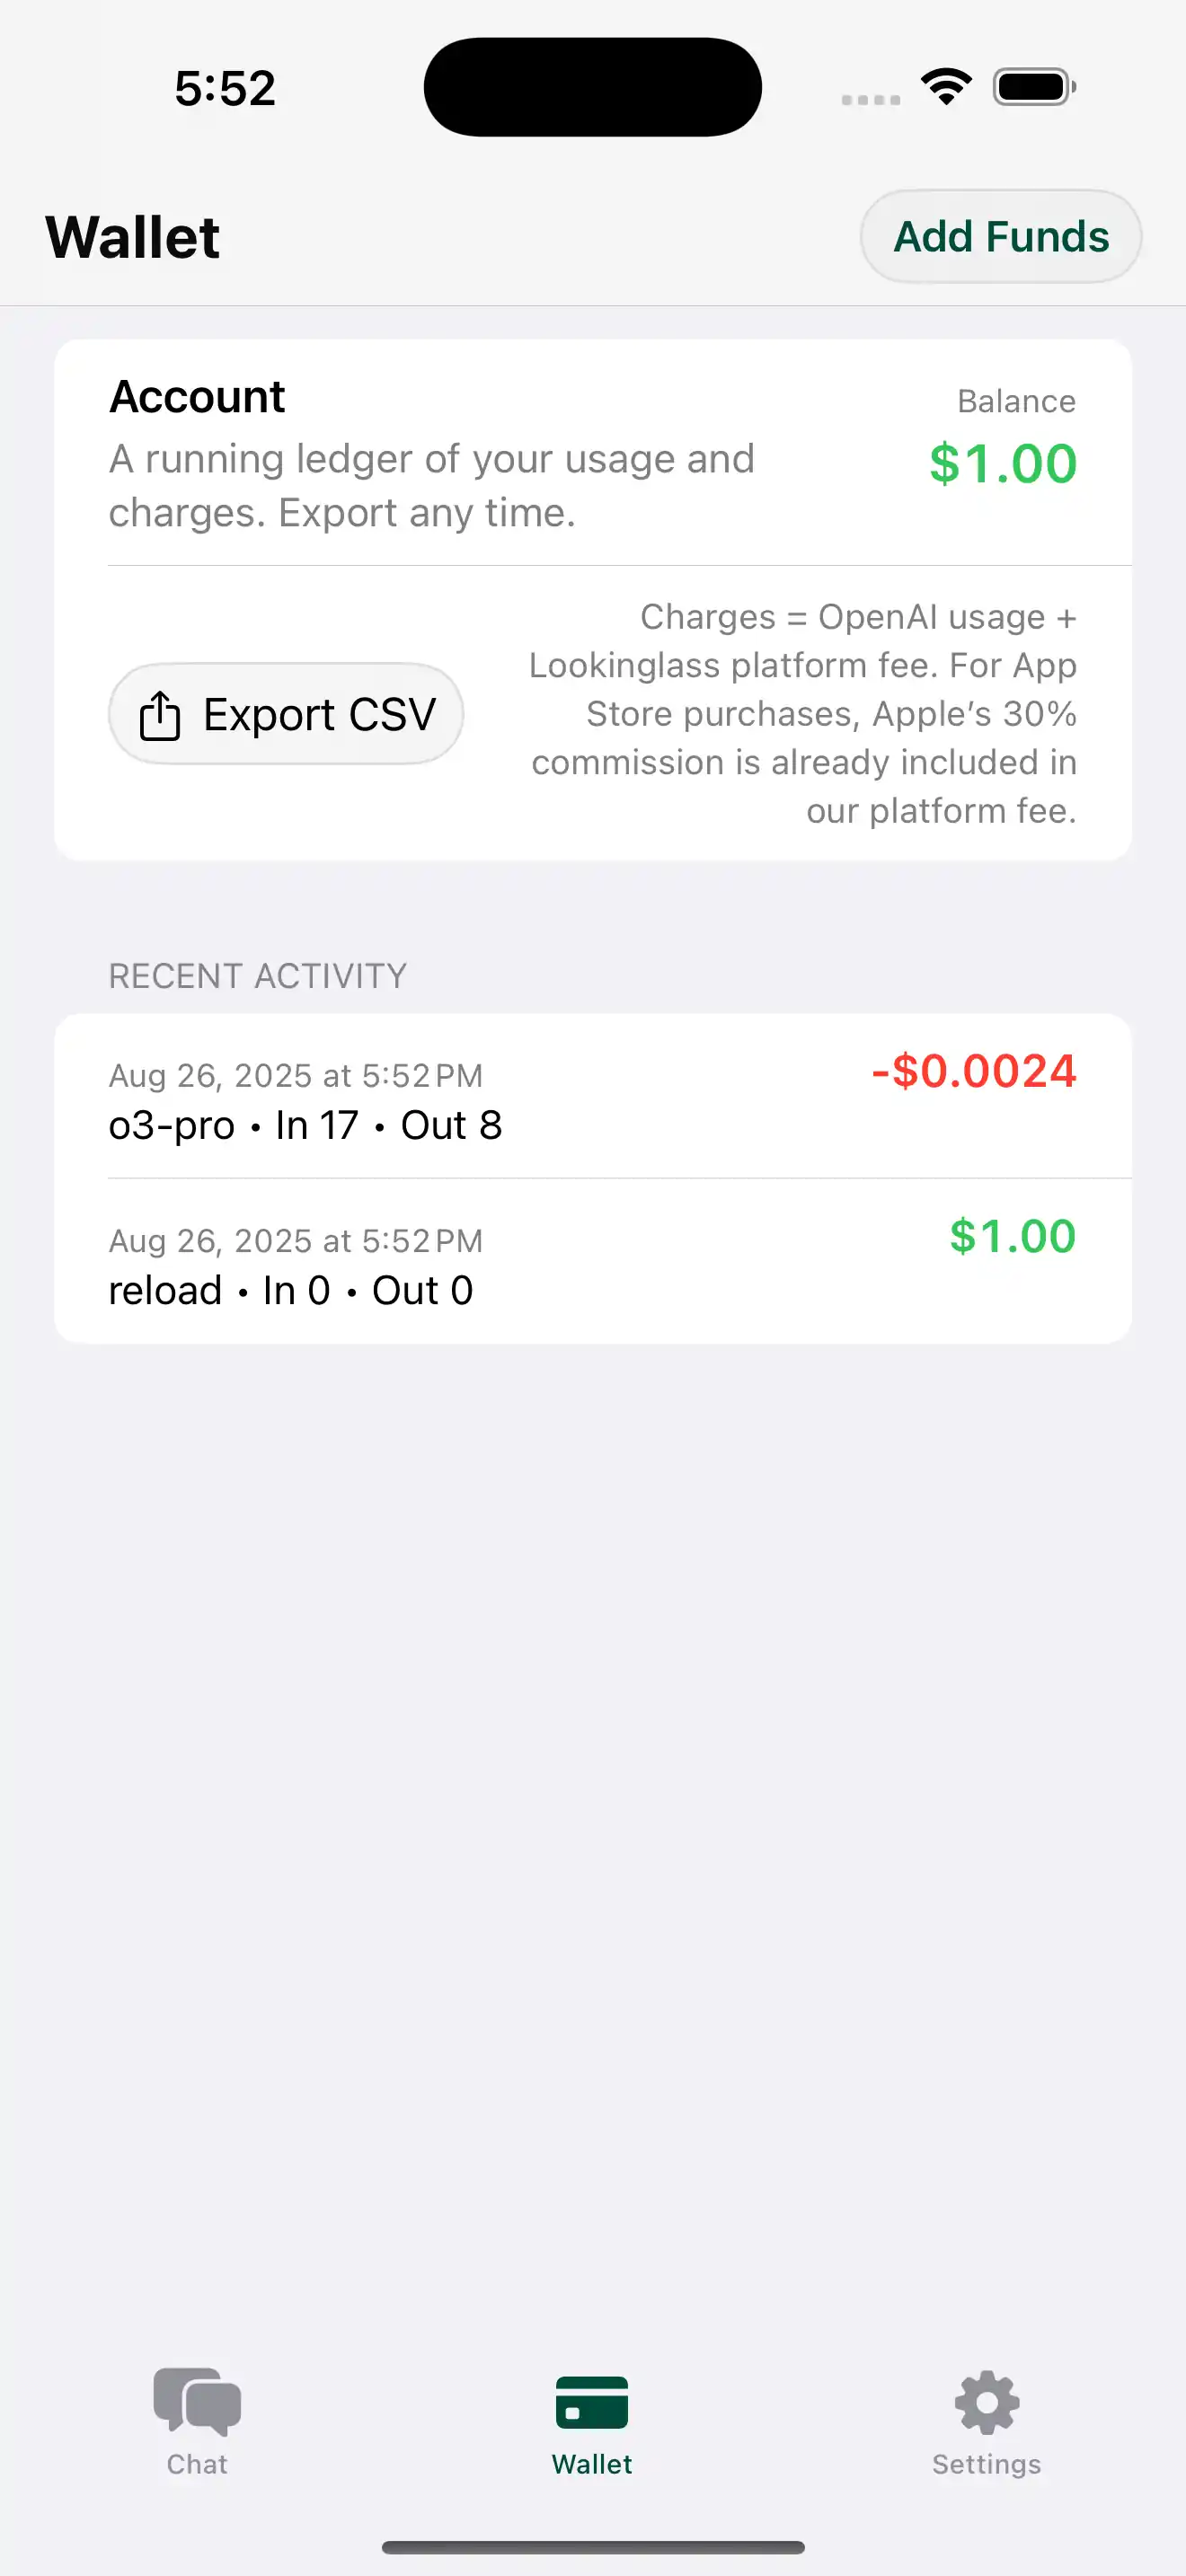 5:52
Wallet
Add Funds
Account
Balance
A running ledger of your usage and
charges. Export any time.
$1.00
Export CSV
Charges = OpenAI usage +
Lookinglass platform fee. For App
Store purchases, Apple’s 30%
commission is already included in
our platform fee.
RECENT ACTIVITY
Aug 26, 2025 at 5:52 PM
-$0.0024
o3-pro • In 17 • Out 8
Aug 26, 2025 at 5:52 PM
$1.00
reload • In 0 • Out 0
Chat
Wallet
Settings